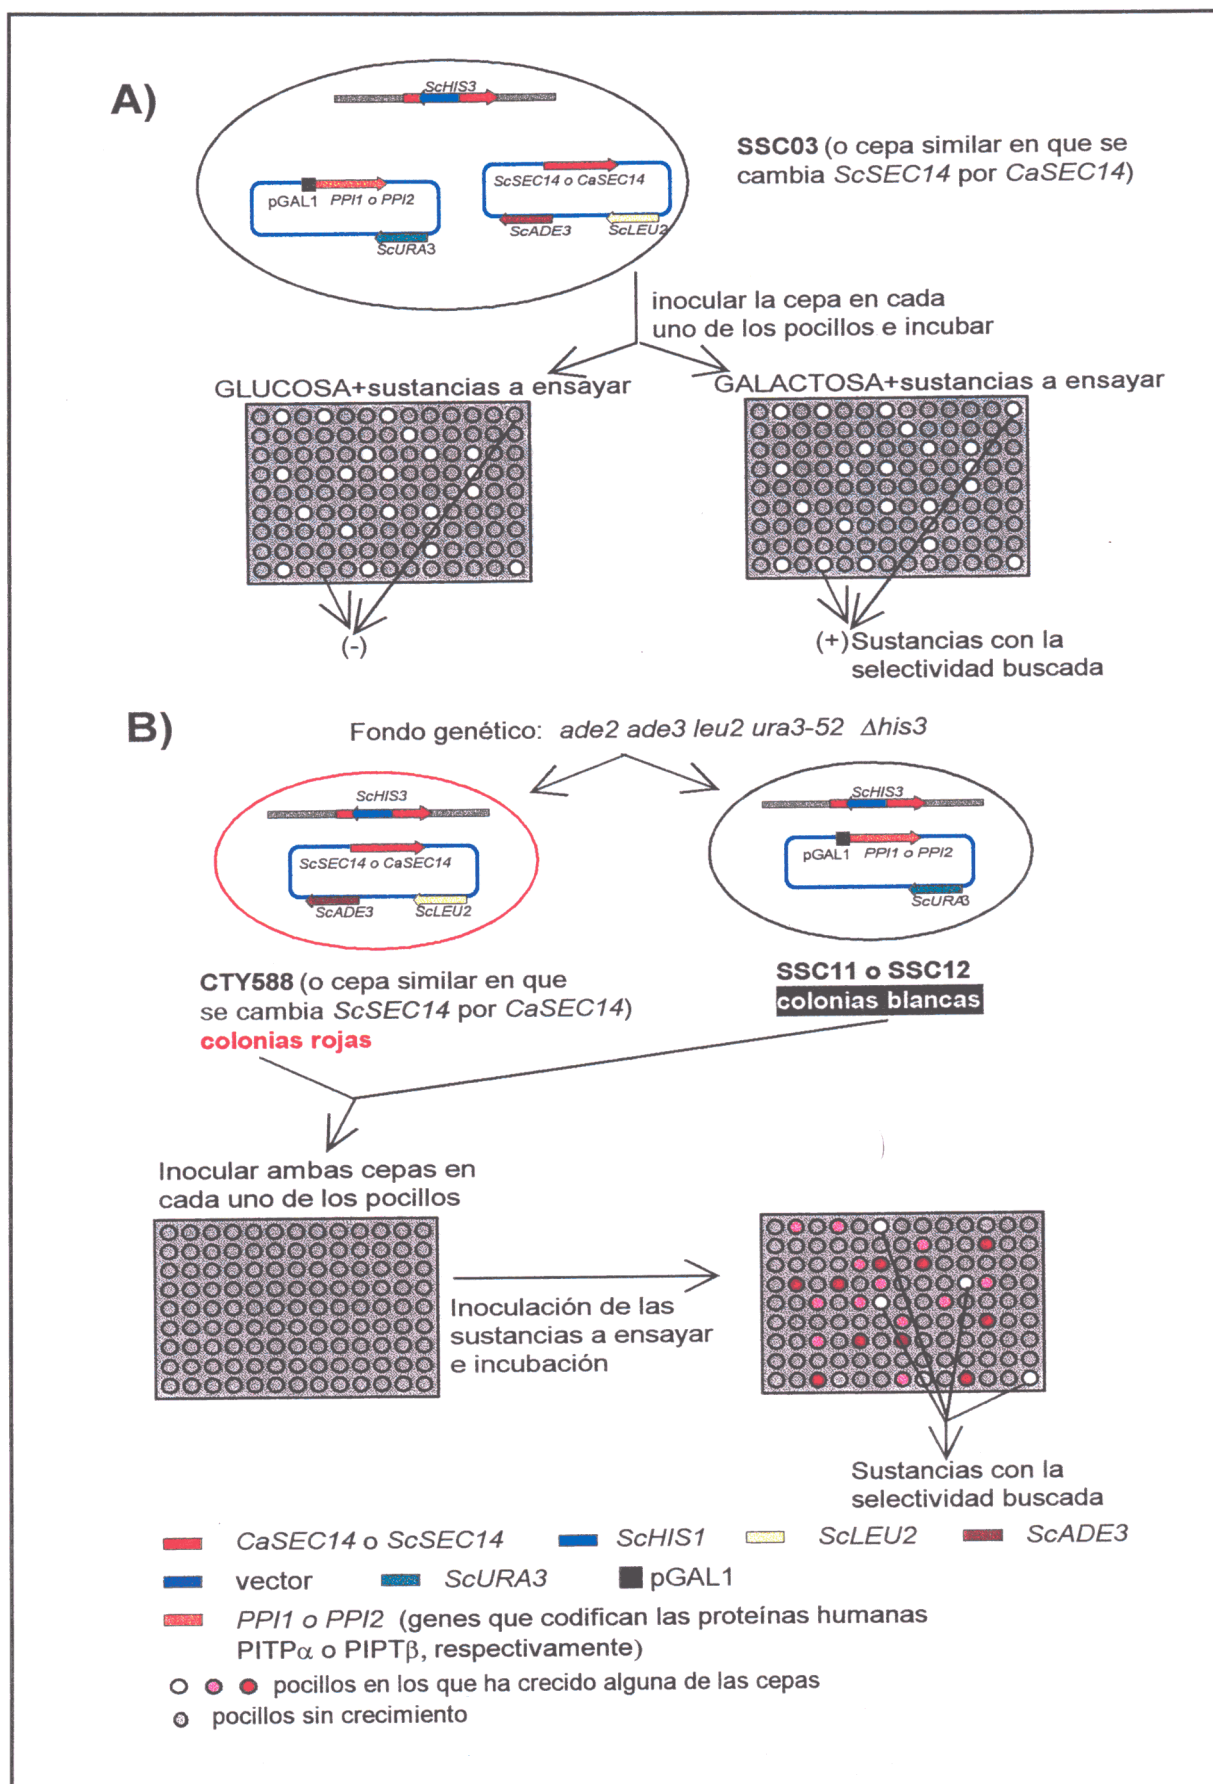 A)
ScHIS3
SSC03 (o cepa similar en que se
cambia ScSEC14 por CaSEC14)
ScSEC14 o CaSEC14
pGAL1 PPI1 o PPI2
ScURA3
ScADE3
ScLEU2
inocular la cepa en cada
uno de los pocillos e incubar
GLUCOSA+sustancias a ensayar
GALACTOSA+sustancias a ensayar
(-)
(+)Sustancias con la
selectividad buscada
B)
Fondo genético: ade2 ade3 leu2 ura3-52 Δhis3
ScHIS3
ScSEC14 o CaSEC14
ScADE3
ScLEU2
ScHIS3
pGAL1 PPI1 o PPI2
ScURA3
CTY588 (o cepa similar en que
se cambia ScSEC14 por CaSEC14)
colonias rojas
SSC11 o SSC12
colonias blancas
Inocular ambas cepas en
cada uno de los pocillos
Inoculación de las
sustancias a ensayar
e incubación
Sustancias con la
selectividad buscada
CaSEC14 o ScSEC14
ScHIS1
ScLEU2
ScADE3
vector
ScURA3
pGAL1
PPI1 o PPI2 (genes que codifican las proteínas humanas
PITPα o PIPTβ, respectivamente)
pocillos en los que ha crecido alguna de las cepas
pocillos sin crecimiento